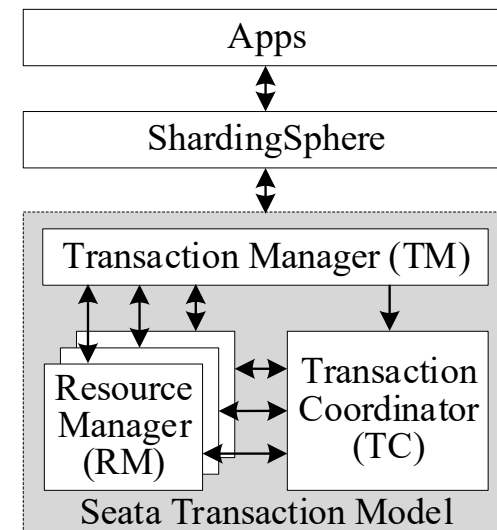 Apps
ShardingSphere
Transaction Manager (TM)
Resource
Manager
(RM)
Transaction
Coordinator
(TC)
Seata Transaction Model